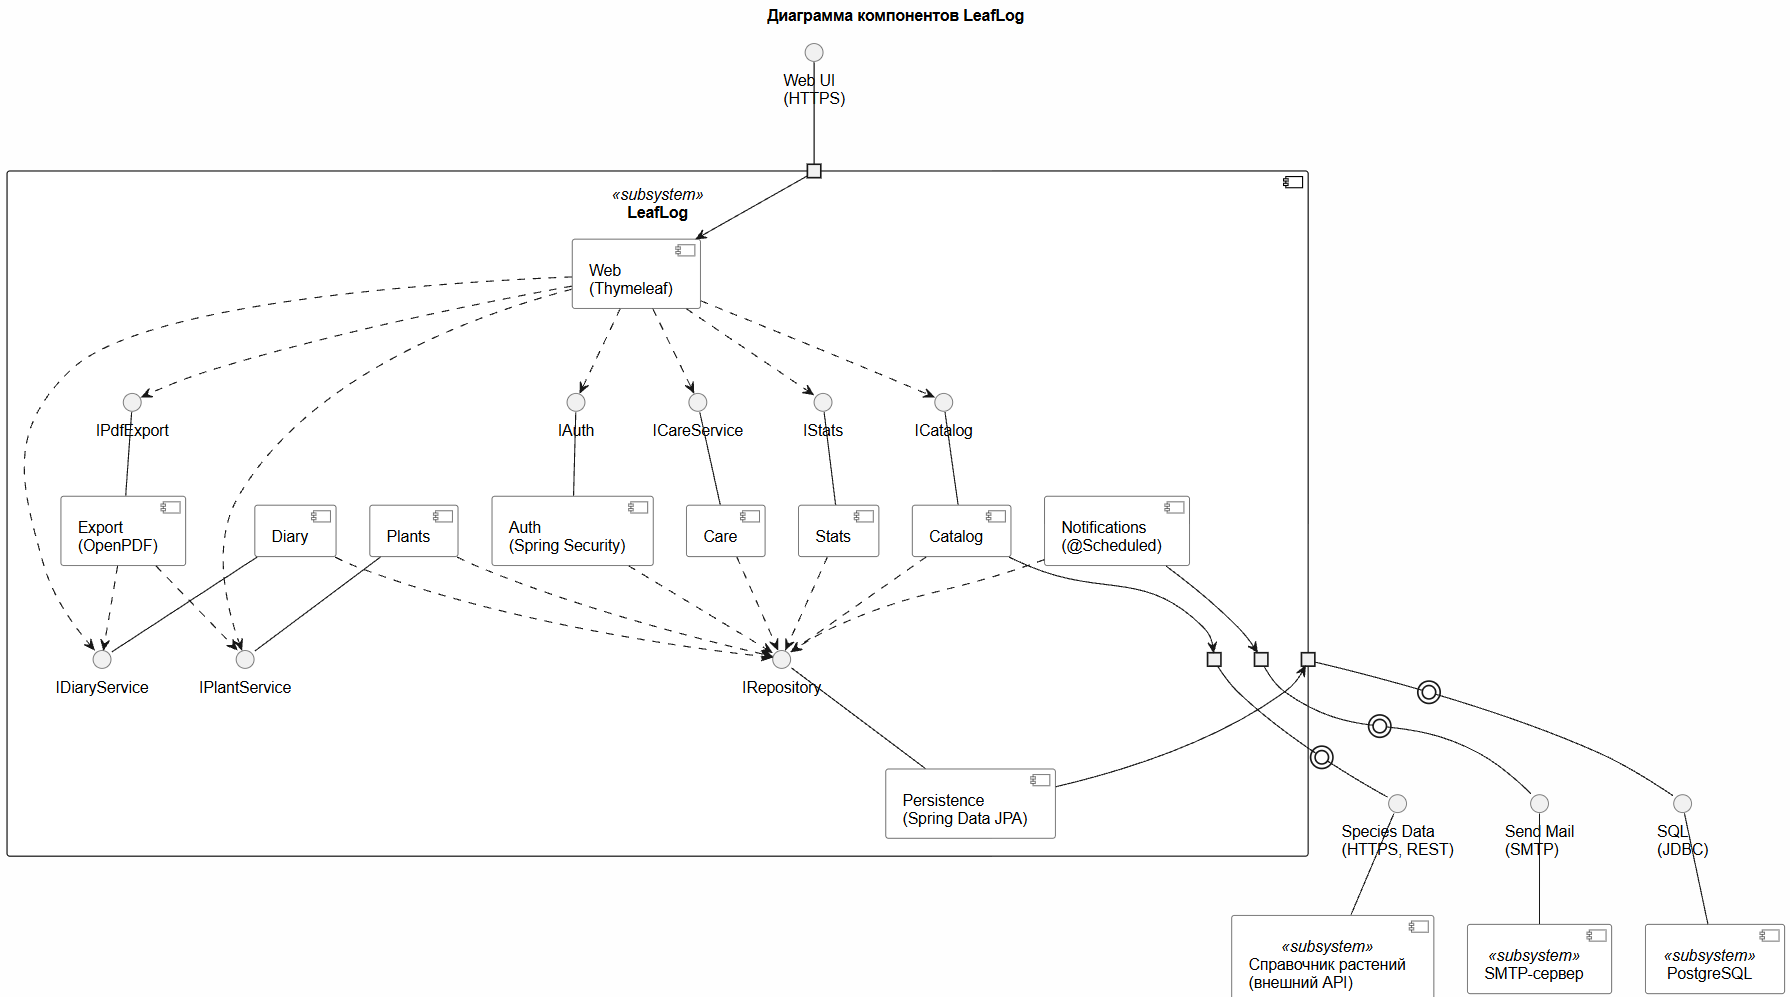 Диаграмма компонентов LeafLog
Web UI
(HTTPS)
«subsystem»
LeafLog
Web
(Thymeleaf)
IPdfExport
IAuth
ICareService
IStats
ICatalog
Export
(OpenPDF)
Diary
Plants
Auth
(Spring Security)
Care
Stats
Catalog
Notifications
(@Scheduled)
IDiaryService
IPlantService
IRepository
Persistence
(Spring Data JPA)
Species Data
(HTTPS, REST)
Send Mail
(SMTP)
SQL
(JDBC)
«subsystem»
Справочник растений
(внешний API)
«subsystem»
SMTP-сервер
«subsystem»
PostgreSQL